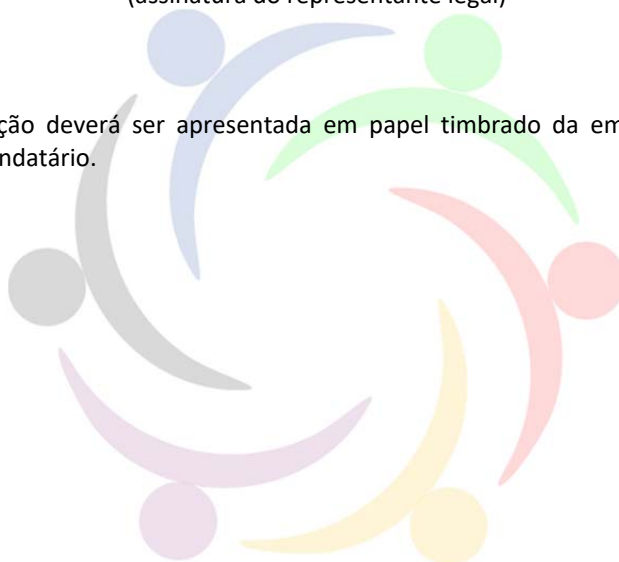 (assinatura do representante legal)
ção deverá ser apresentada em papel timbrado da em
ndatário.